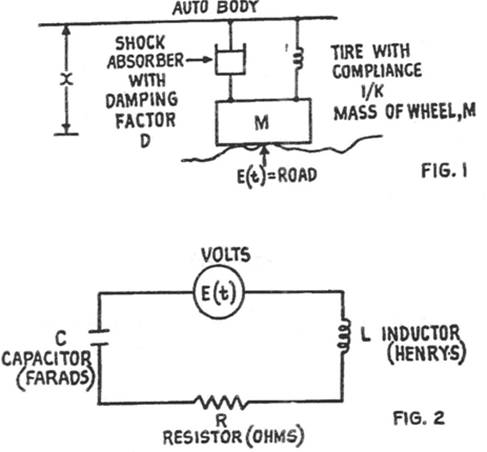 AUTO BODY
SHOCK
ABSORBER
WITH
DAMPING
FACTOR
D
x
TIRE WITH
COMPLIANCE
1/K
MASS OF WHEEL, M
M
E(t)=ROAD
FIG. 1
VOLTS
E(t)
C
CAPACITOR
(FARADS)
L INDUCTOR
(HENRY-S)
R
RESISTOR (OHMS)
FIG. 2